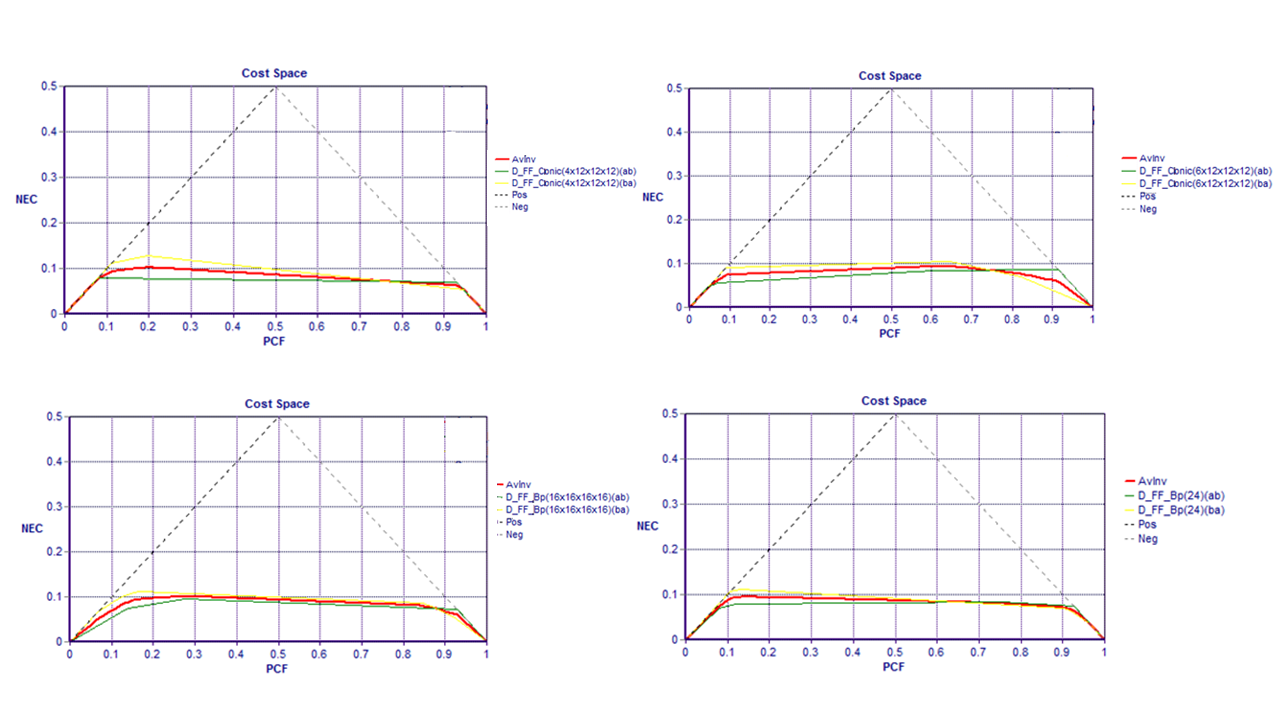 Cost Space
0.5
0.4
0.3
NEC
0.2
0.1
0
0 0.1 0.2 0.3 0.4 0.5 0.6 0.7 0.8 0.9 1
PCF
AvInv
D_FF_Cbnic(4x12x12x12)(ab)
D_FF_Cbnic(4x12x12x12)(ba)
Pos
Neg
Cost Space
0.5
0.4
0.3
NEC
0.2
0.1
0
0 0.1 0.2 0.3 0.4 0.5 0.6 0.7 0.8 0.9 1
PCF
AvInv
D_FF_Cbnic(6x12x12x12)(ab)
D_FF_Cbnic(6x12x12x12)(ba)
Pos
Neg
Cost Space
0.5
0.4
0.3
NEC
0.2
0.1
0
0 0.1 0.2 0.3 0.4 0.5 0.6 0.7 0.8 0.9 1
PCF
AvInv
D_FF_Bp(16x16x16x16)(ab)
D_FF_Bp(16x16x16x16)(ba)
Pos
Neg
Cost Space
0.5
0.4
0.3
NEC
0.2
0.1
0
0 0.1 0.2 0.3 0.4 0.5 0.6 0.7 0.8 0.9 1
PCF
AvInv
D_FF_Bp(24)(ab)
D_FF_Bp(24)(ba)
Pos
Neg